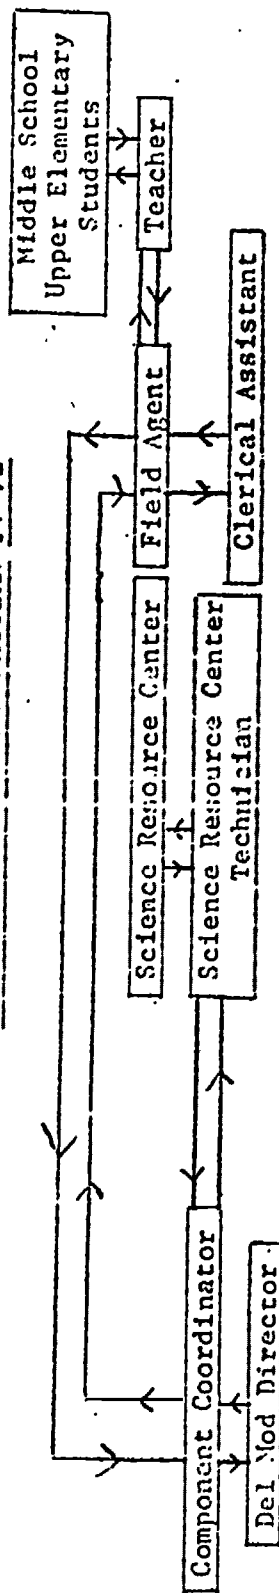 Middle School
Upper Elementary
Students
Teacher
Field Agent
Clerical Assistant
Science Resource Center
Science Resource Center
Technician
Component Coordinator
Del Mod Director